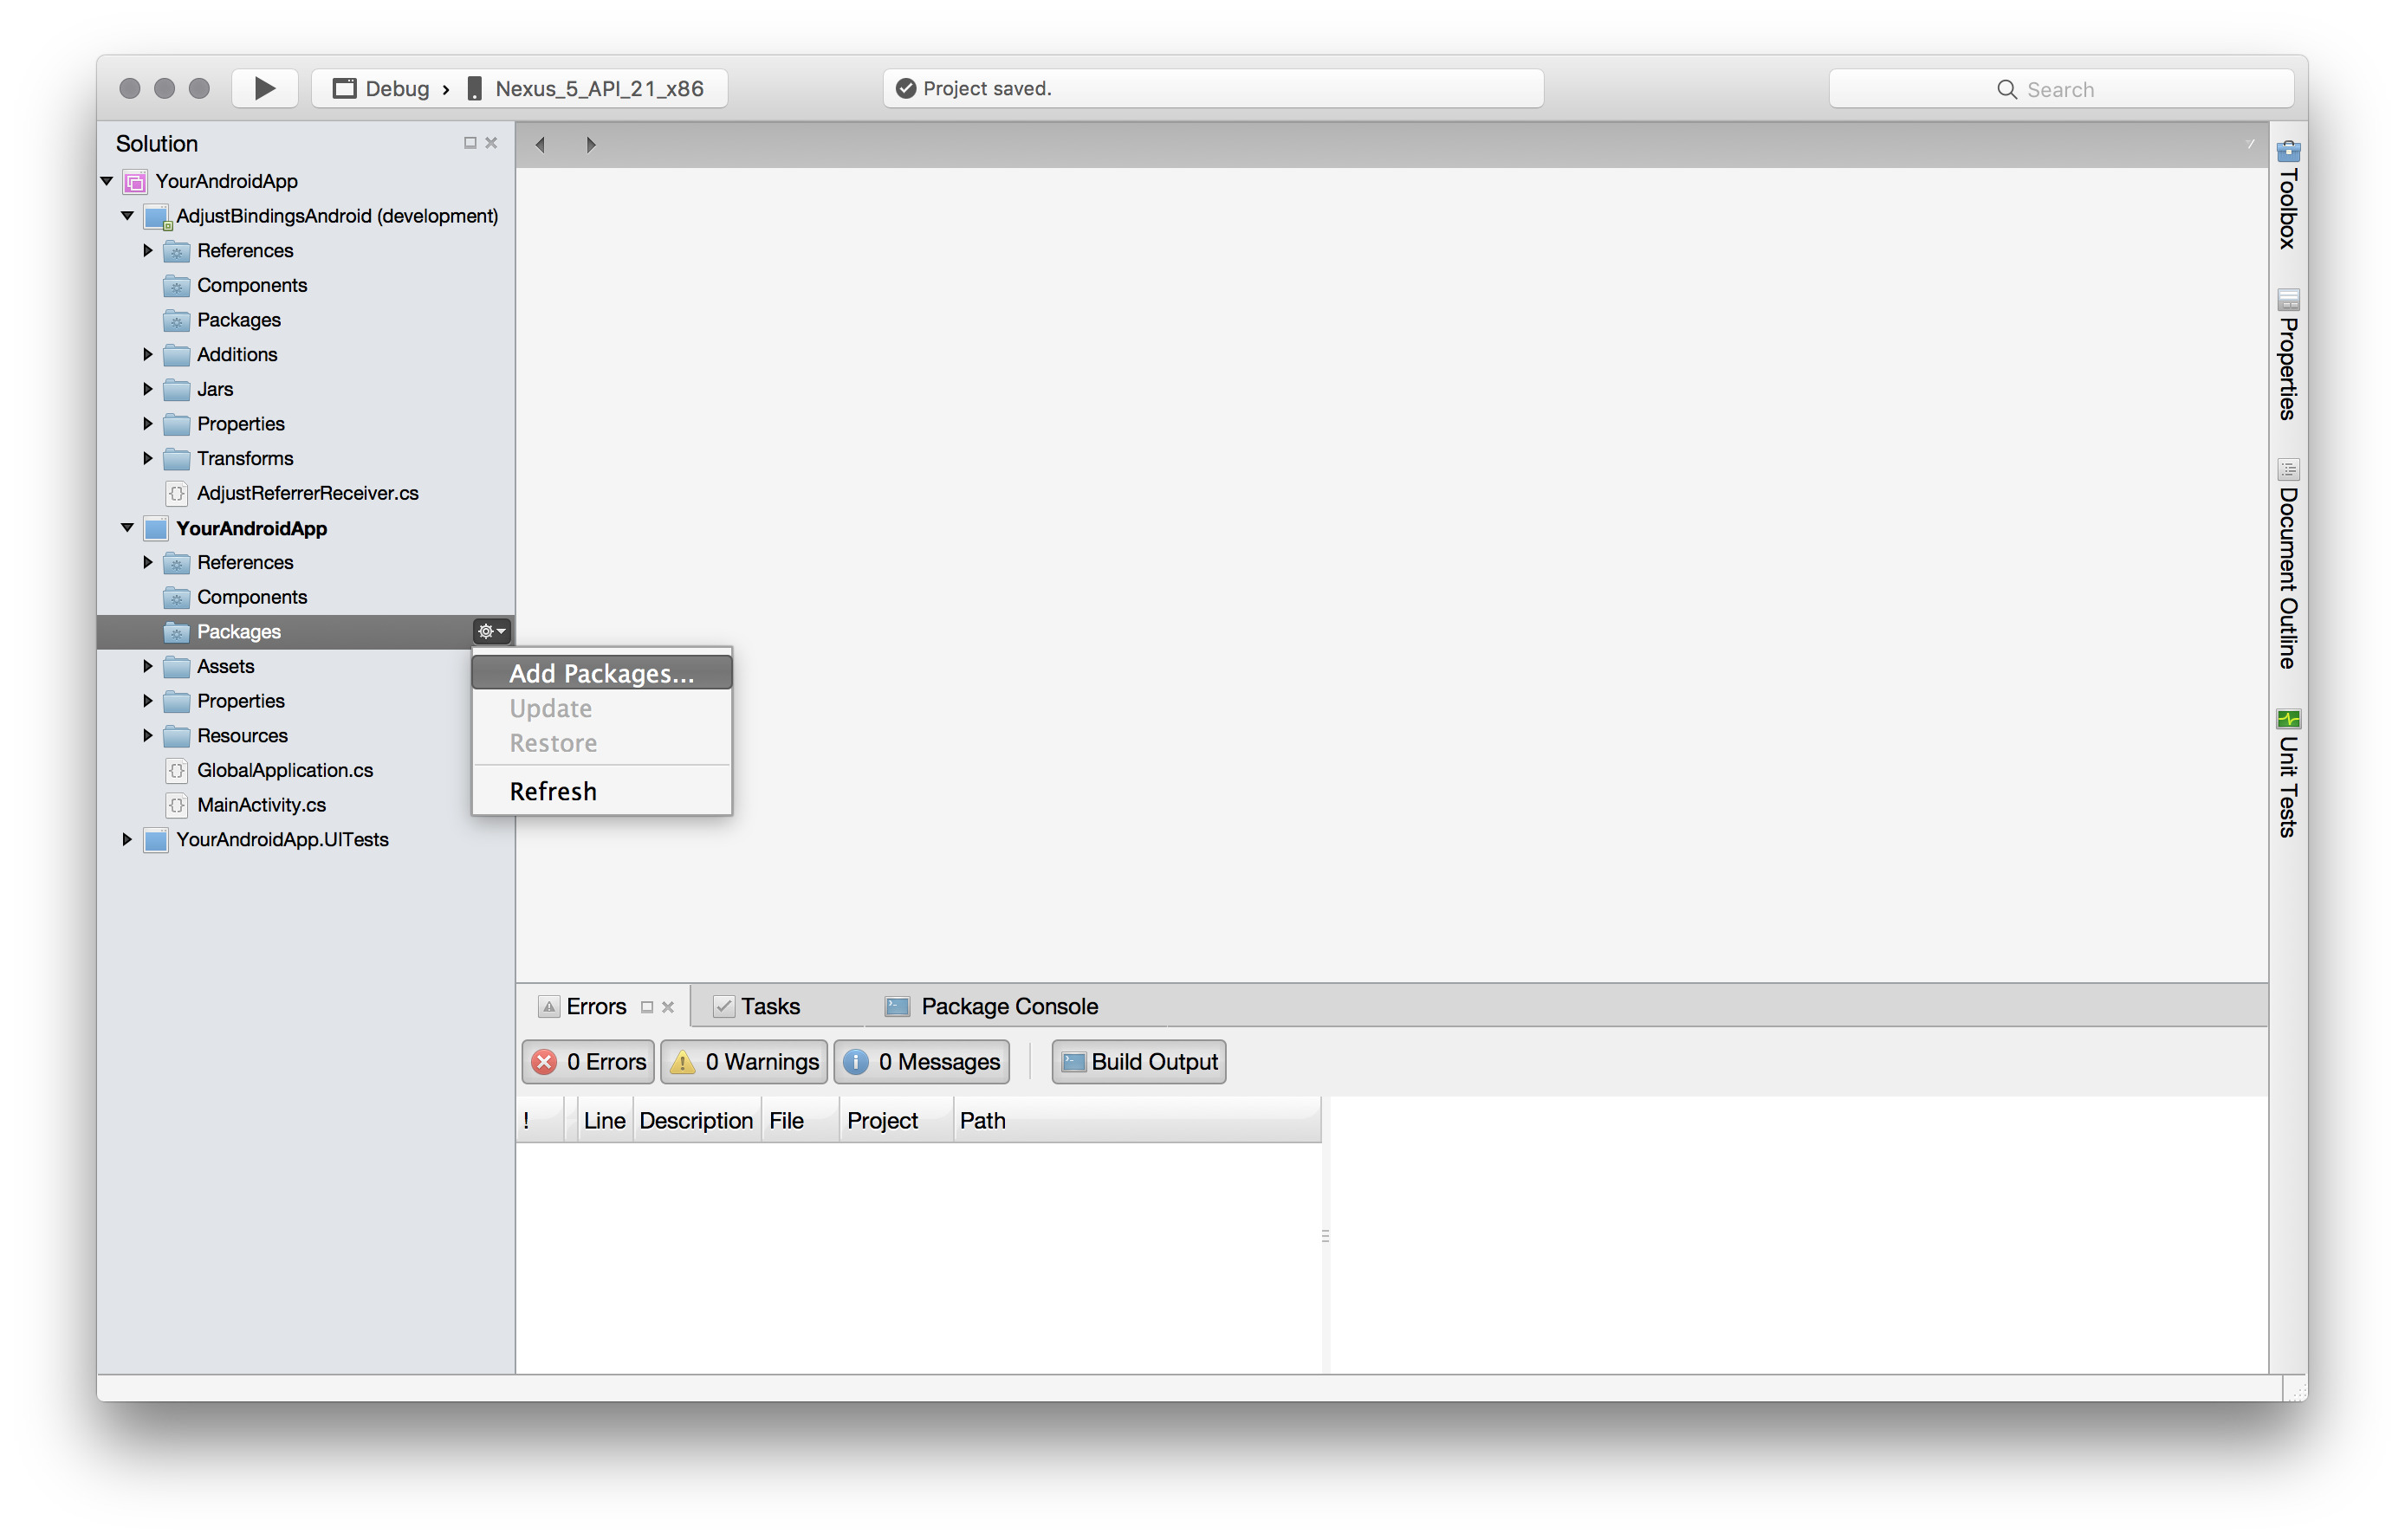 Debug › Nexus_5_API_21_x86
Project saved.
Search
Solution
YourAndroidApp
AdjustBindingsAndroid (development)
References
Components
Packages
Additions
Jars
Properties
Transforms
AdjustReferrerReceiver.cs
YourAndroidApp
References
Components
Packages
Assets
Properties
Resources
GlobalApplication.cs
MainActivity.cs
YourAndroidApp.UITests
Add Packages...
Update
Restore
Refresh
Toolbox
Properties
Document Outline
Unit Tests
Errors
Tasks
Package Console
0 Errors
0 Warnings
0 Messages
Build Output
! Line Description File Project Path